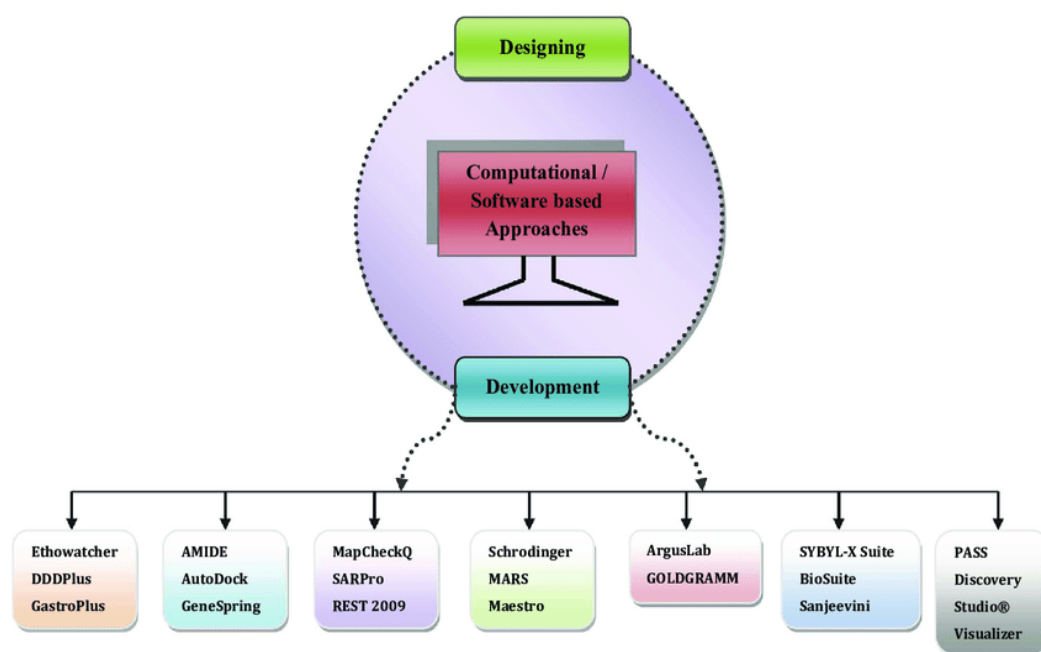 Designing
Computational /
Software based
Approaches
Development
Ethowatcher
DDDPlus
GastroPlus
AMIDE
AutoDock
GeneSpring
MapCheckQ
SARPro
REST 2009
Schrodinger
MARS
Maestro
ArgusLab
GOLDGRAMM
SYBYL-X Suite
BioSuite
Sanjeevini
PASS
Discovery
Studio®
Visualizer